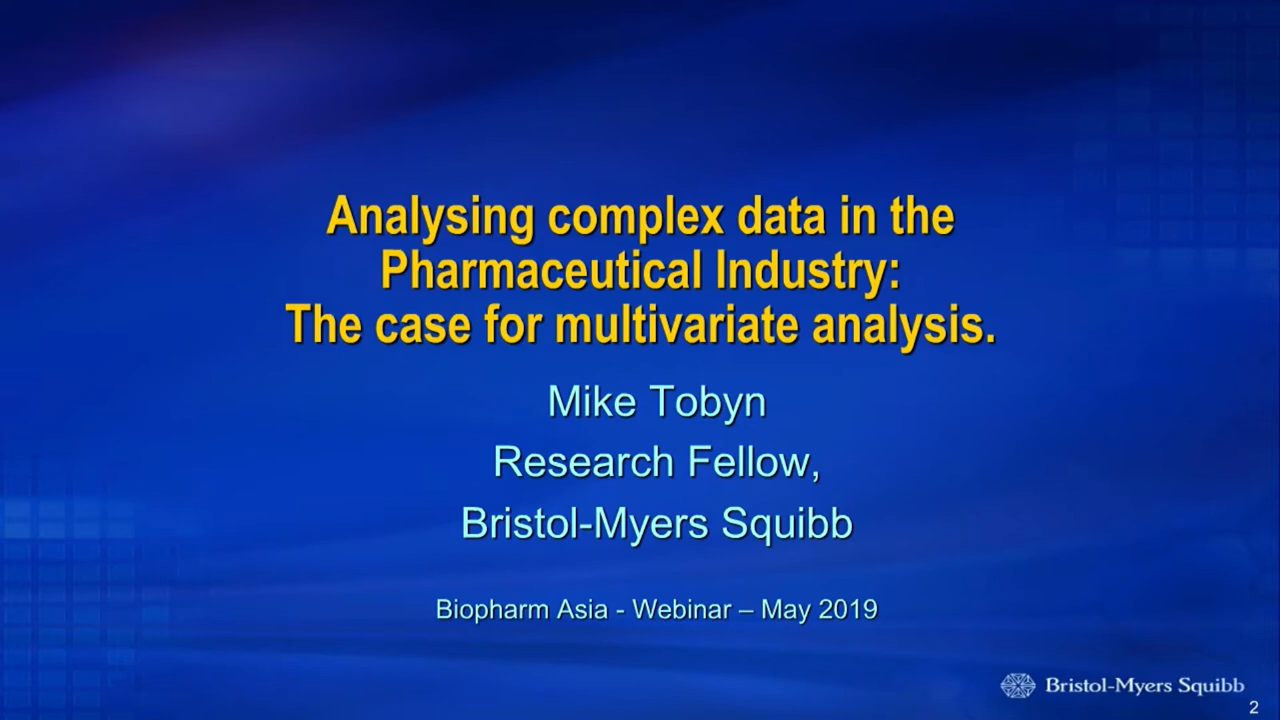 Analysing complex data in the
Pharmaceutical Industry:
The case for multivariate analysis.
Mike Tobyn
Research Fellow,
Bristol-Myers Squibb
Biopharm Asia - Webinar – May 2019
Bristol-Myers Squibb
2